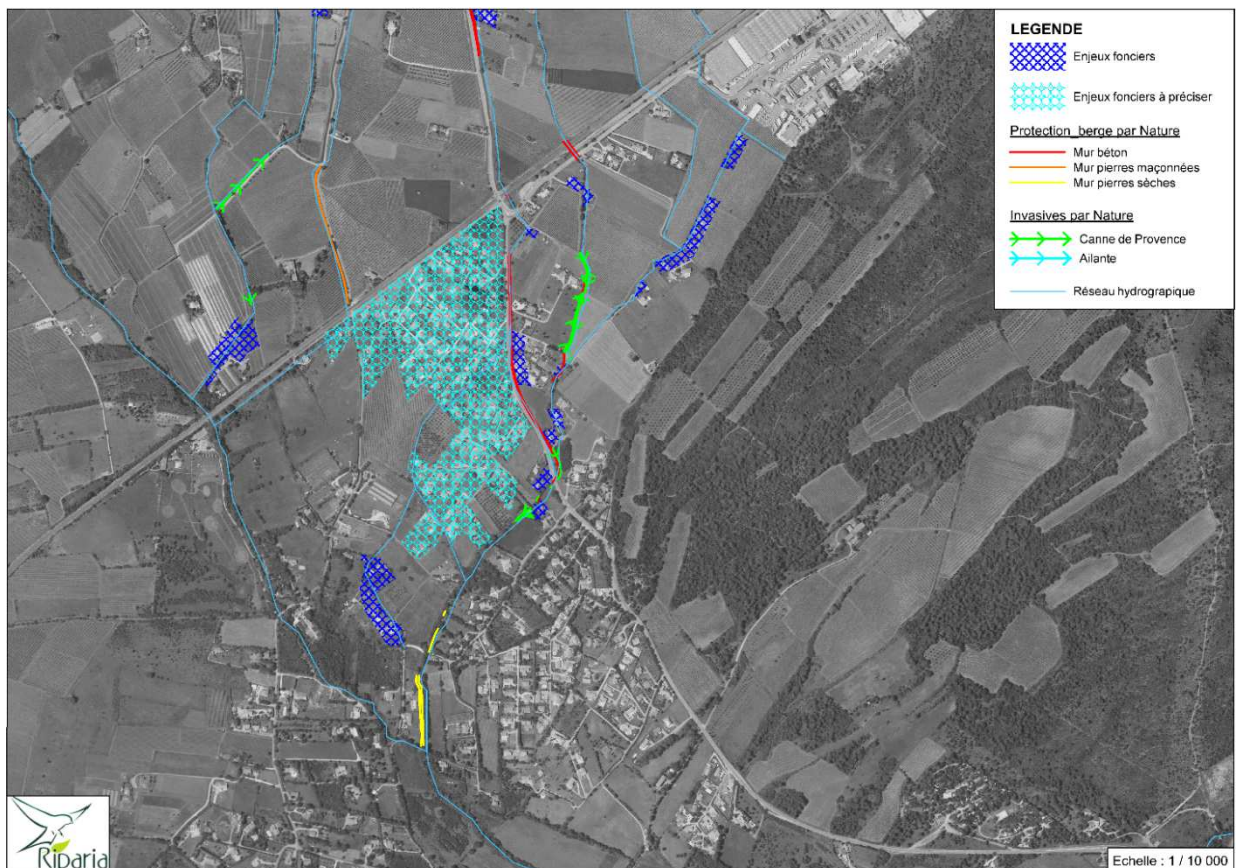 LEGENDE
Enjeux fonciers
Enjeux fonciers à préciser
Protection_berge par Nature
Mur béton
Mur pierres maçonnées
Mur pierres sèches
Invasives par Nature
Canne de Provence
Ailante
Réseau hydrograpique
Riparia
Echelle : 1 / 10 000